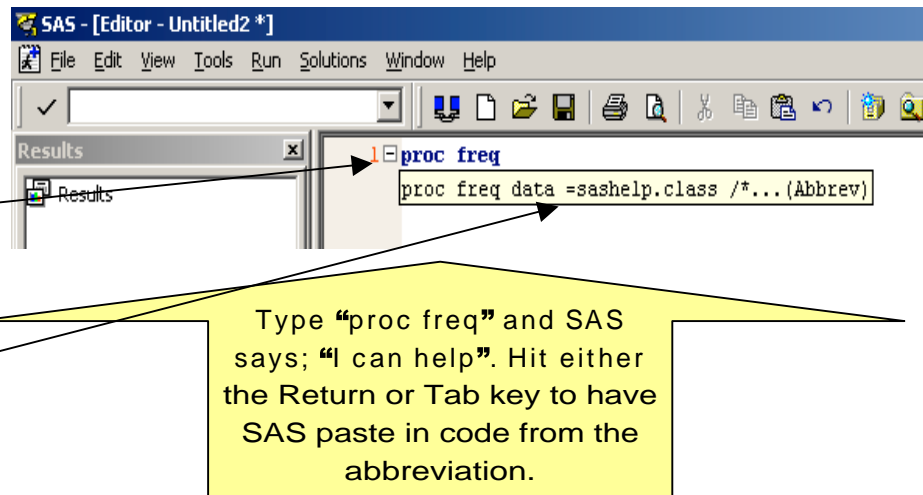 SAS - [Editor - Untitled2 *]
File Edit View Tools Run Solutions Window Help
Results
1 proc freq
Results
proc freq data =sashelp.class /*...(Abbrev)
Type "proc freq" and SAS
says; "I can help". Hit either
the Return or Tab key to have
SAS paste in code from the
abbreviation.